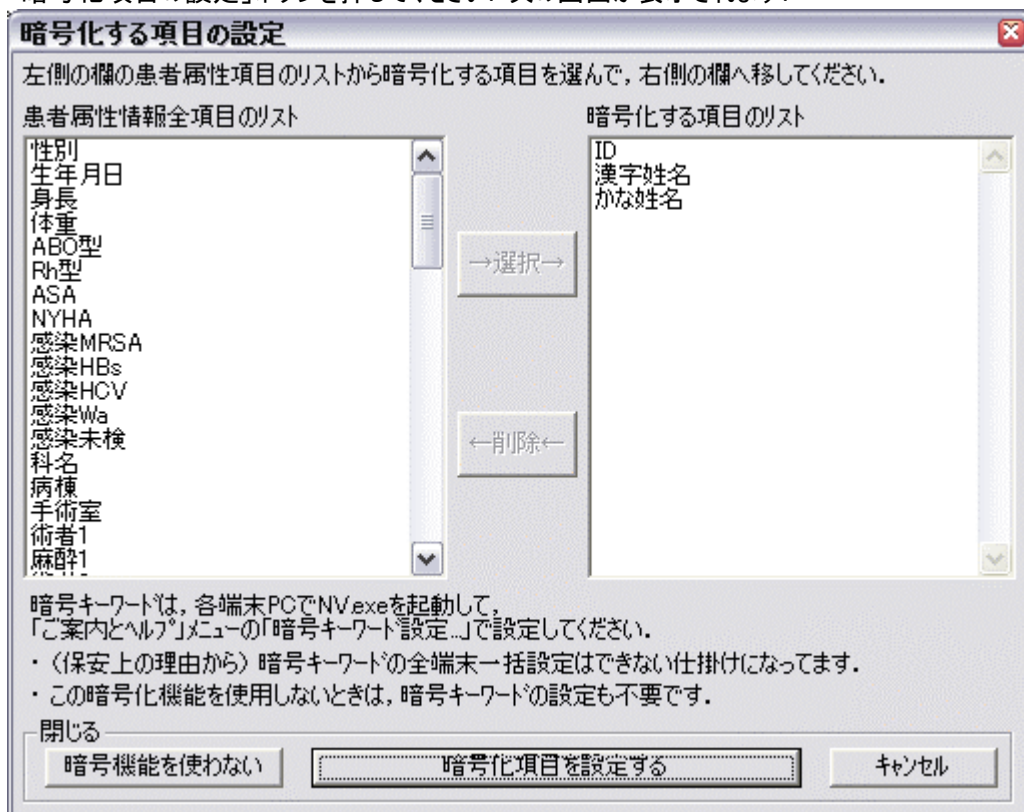 暗号化する項目の設定
左側の欄の患者属性項目のリストから暗号化する項目を選んで，右側の欄へ移してください．
患者属性情報全項目のリスト
性別
生年月日
身長
体重
ABO型
Rh型
ASA
NYHA
感染MRSA
感染HBs
感染HCV
感染Wa
感染未検
科名
病棟
手術室
術者1
麻酔1
→選択→
←削除←
暗号化する項目のリスト
ID
漢字姓名
かな姓名
暗号キーワードは，各端末PCでNV.exeを起動して，
「ご案内とヘルプ」メニューの「暗号キーワード設定...」で設定してください．
・（保安上の理由から）暗号キーワードの全端末一括設定はできない仕掛けになってます．
・この暗号化機能を使用しないときは，暗号キーワードの設定も不要です．
閉じる
暗号機能を使わない
暗号化項目を設定する
キャンセル